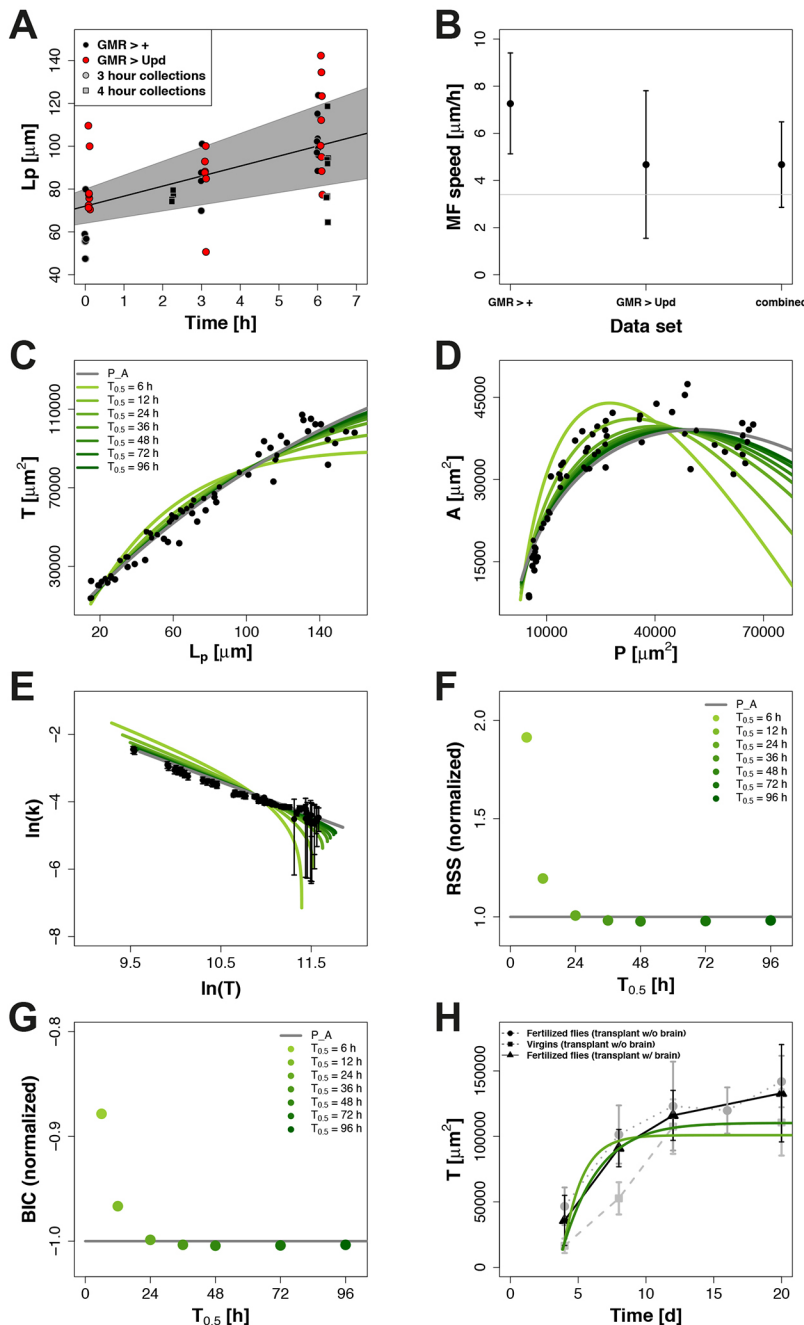 A
GMR > +
GMR > Upd
3 hour collections
4 hour collections
Lp [μm]
40 60 80 100 120 140
0 1 2 3 4 5 6 7
Time [h]
B
MF speed [μm/h]
0 2 4 6 8 10
GMR > + GMR > Upd combined
Data set
C
P_A
T0.5 = 6 h
T0.5 = 12 h
T0.5 = 24 h
T0.5 = 36 h
T0.5 = 48 h
T0.5 = 72 h
T0.5 = 96 h
T [μm2]
30000 70000 110000
20 60 100 140
Lp [μm]
D
A [μm2]
15000 30000 45000
10000 40000 70000
P [μm2]
E
ln(k)
−8 −6 −4 −2
9.5 10.5 11.5
ln(T)
F
P_A
T0.5 = 6 h
T0.5 = 12 h
T0.5 = 24 h
T0.5 = 36 h
T0.5 = 48 h
T0.5 = 72 h
T0.5 = 96 h
RSS (normalized)
1.0 1.5 2.0
0 24 48 72 96
T0.5 [h]
G
P_A
T0.5 = 6 h
T0.5 = 12 h
T0.5 = 24 h
T0.5 = 36 h
T0.5 = 48 h
T0.5 = 72 h
T0.5 = 96 h
BIC (normalized)
−1.0 −0.9 −0.8
0 24 48 72 96
T0.5 [h]
H
Fertilized flies (transplant w/o brain)
Virgins (transplant w/o brain)
Fertilized flies (transplant w/ brain)
T [μm2]
0 50000 100000 150000
0 5 10 15 20
Time [d]